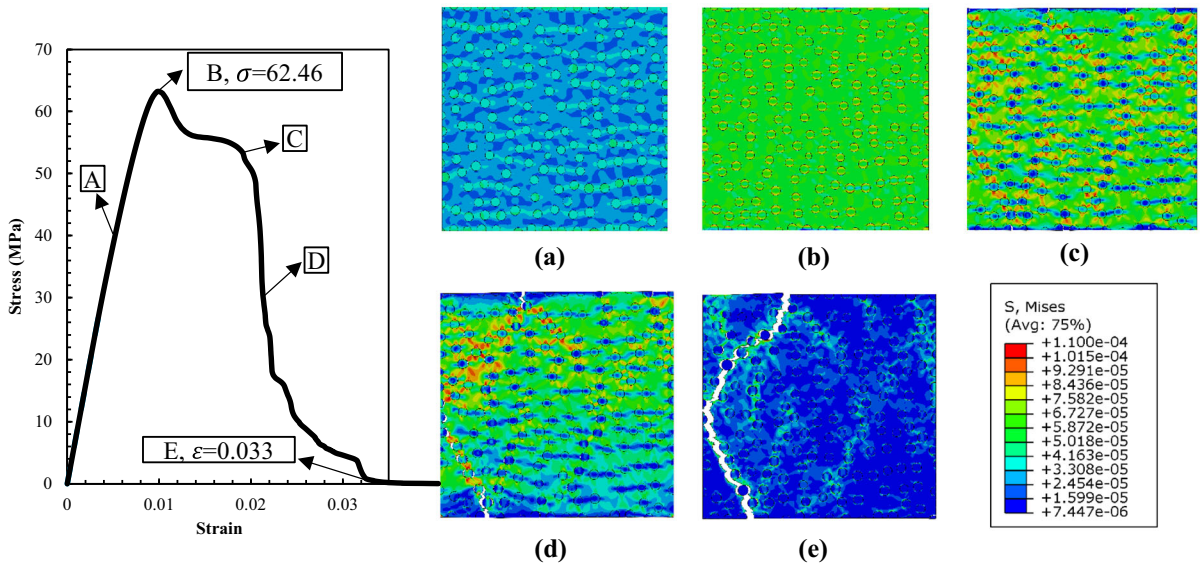 70
60
50
40
30
20
10
0
Stress (MPa)
B, σ=62.46
A
C
D
E, ε=0.033
0
0.01
0.02
0.03
Strain
(a)
(b)
(c)
(d)
(e)
S, Mises
(Avg: 75%)
+1.100e-04
+1.015e-04
+9.291e-05
+8.436e-05
+7.582e-05
+6.727e-05
+5.872e-05
+5.018e-05
+4.163e-05
+3.308e-05
+2.454e-05
+1.599e-05
+7.447e-06